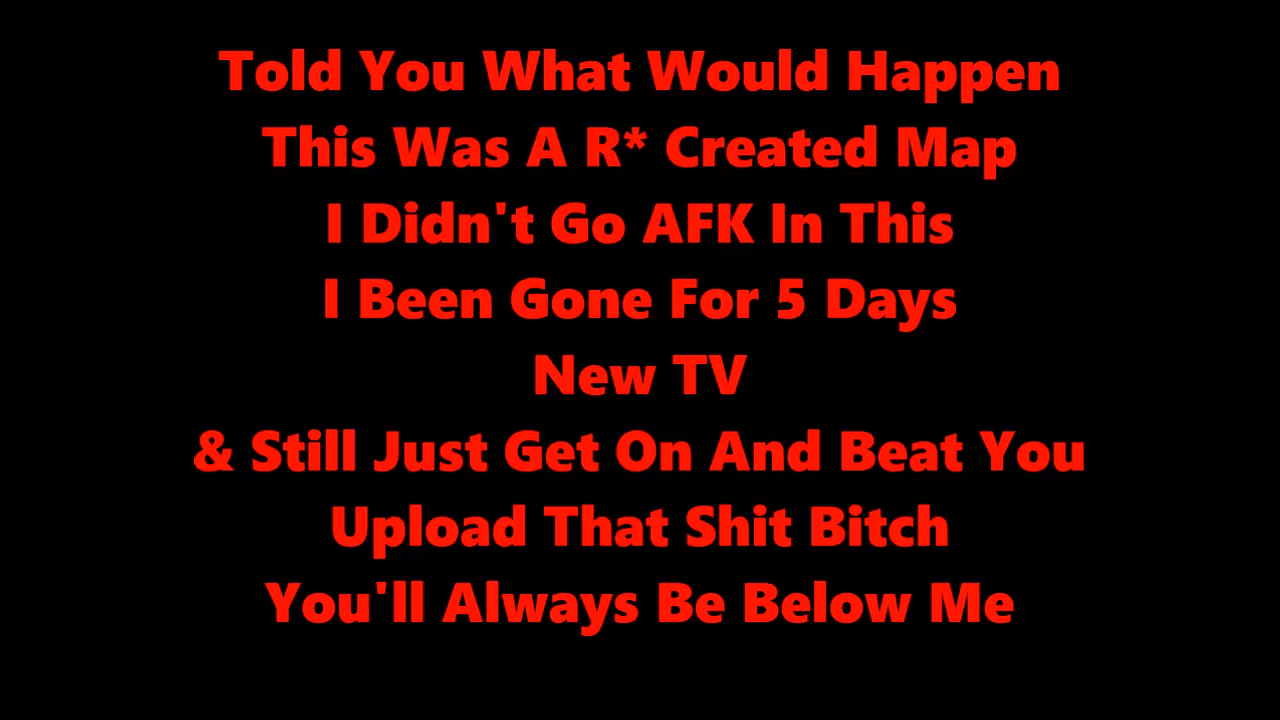 Told You What Would Happen
This Was A R* Created Map
I Didn't Go AFK In This
I Been Gone For 5 Days
New TV
& Still Just Get On And Beat You
Upload That Shit Bitch
You'll Always Be Below Me